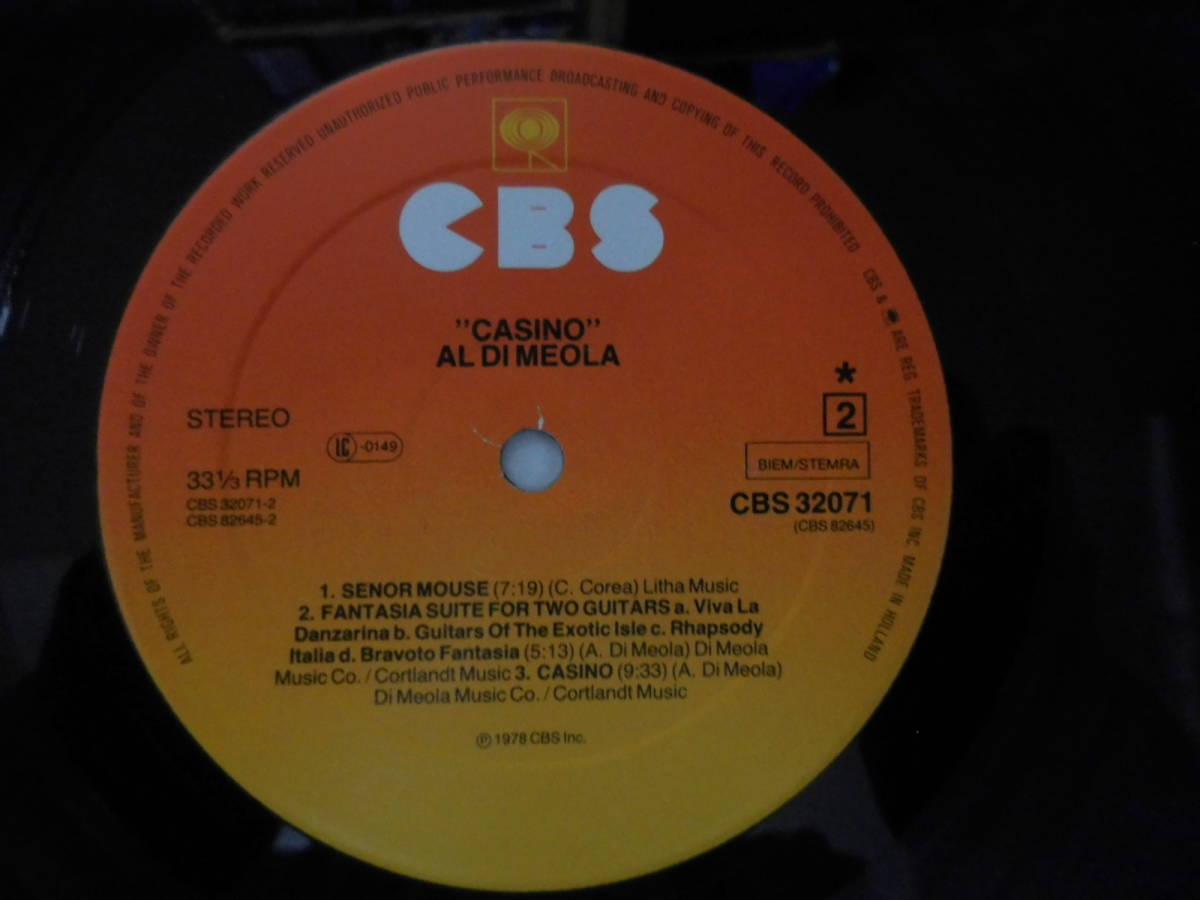 ALL RIGHTS OF THE MANUFACTURER AND OF THE OWNER OF THE RECORDED WORK RESERVED UNAUTHORIZED PUBLIC PERFORMANCE BROADCASTING AND COPYING OF THIS RECORD PROHIBITED CBS & ARE REG. TRADEMARKS OF CBS INC MADE IN HOLLAND
CBS
"CASINO"
AL DI MEOLA
*
STEREO
2
LC -0149
BIEM/STEMRA
33⅓ RPM
CBS 32071
CBS 32071-2
(CBS 82645)
CBS 82645-2
1. SENOR MOUSE (7:19) (C. Corea) Litha Music
2. FANTASIA SUITE FOR TWO GUITARS a. Viva La
Danzarina b. Guitars Of The Exotic Isle c. Rhapsody
Italia d. Bravoto Fantasia (5:13) (A. Di Meola) Di Meola
Music Co. / Cortlandt Music 3. CASINO (9:33) (A. Di Meola)
Di Meola Music Co. / Cortlandt Music
℗ 1978 CBS Inc.